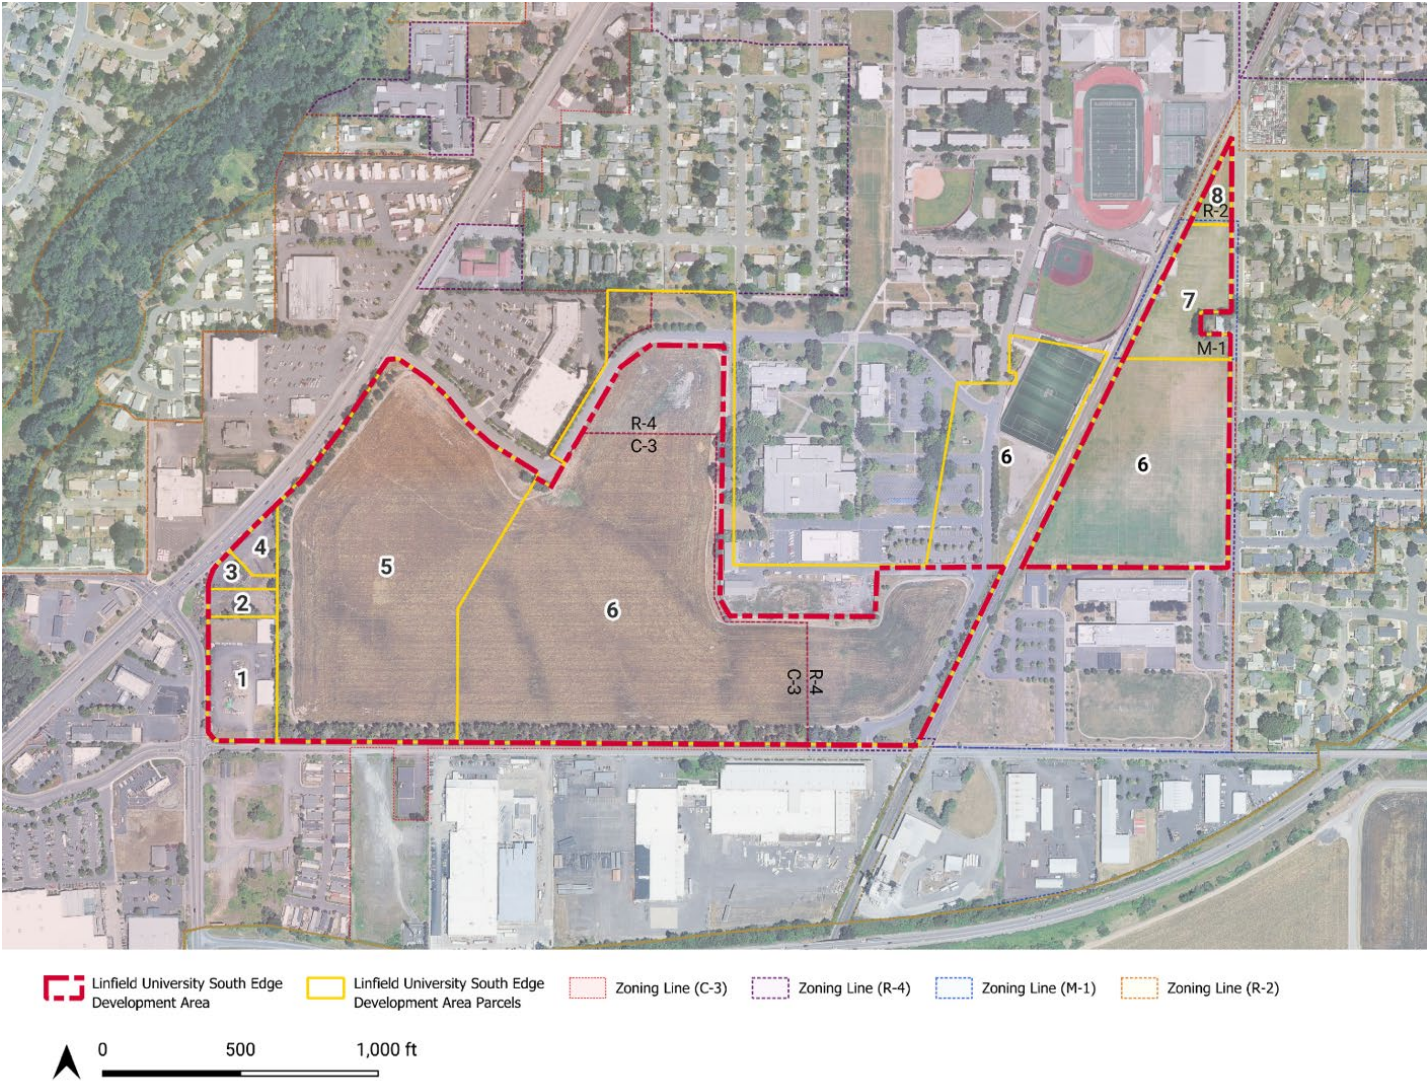 8
R-2
7
M-1
R-4
C-3
6
6
4
3
5
2
6
1
C-3
R-4
Linfield University South Edge
Development Area
Linfield University South Edge
Development Area Parcels
Zoning Line (C-3)
Zoning Line (R-4)
Zoning Line (M-1)
Zoning Line (R-2)
0
500
1,000 ft